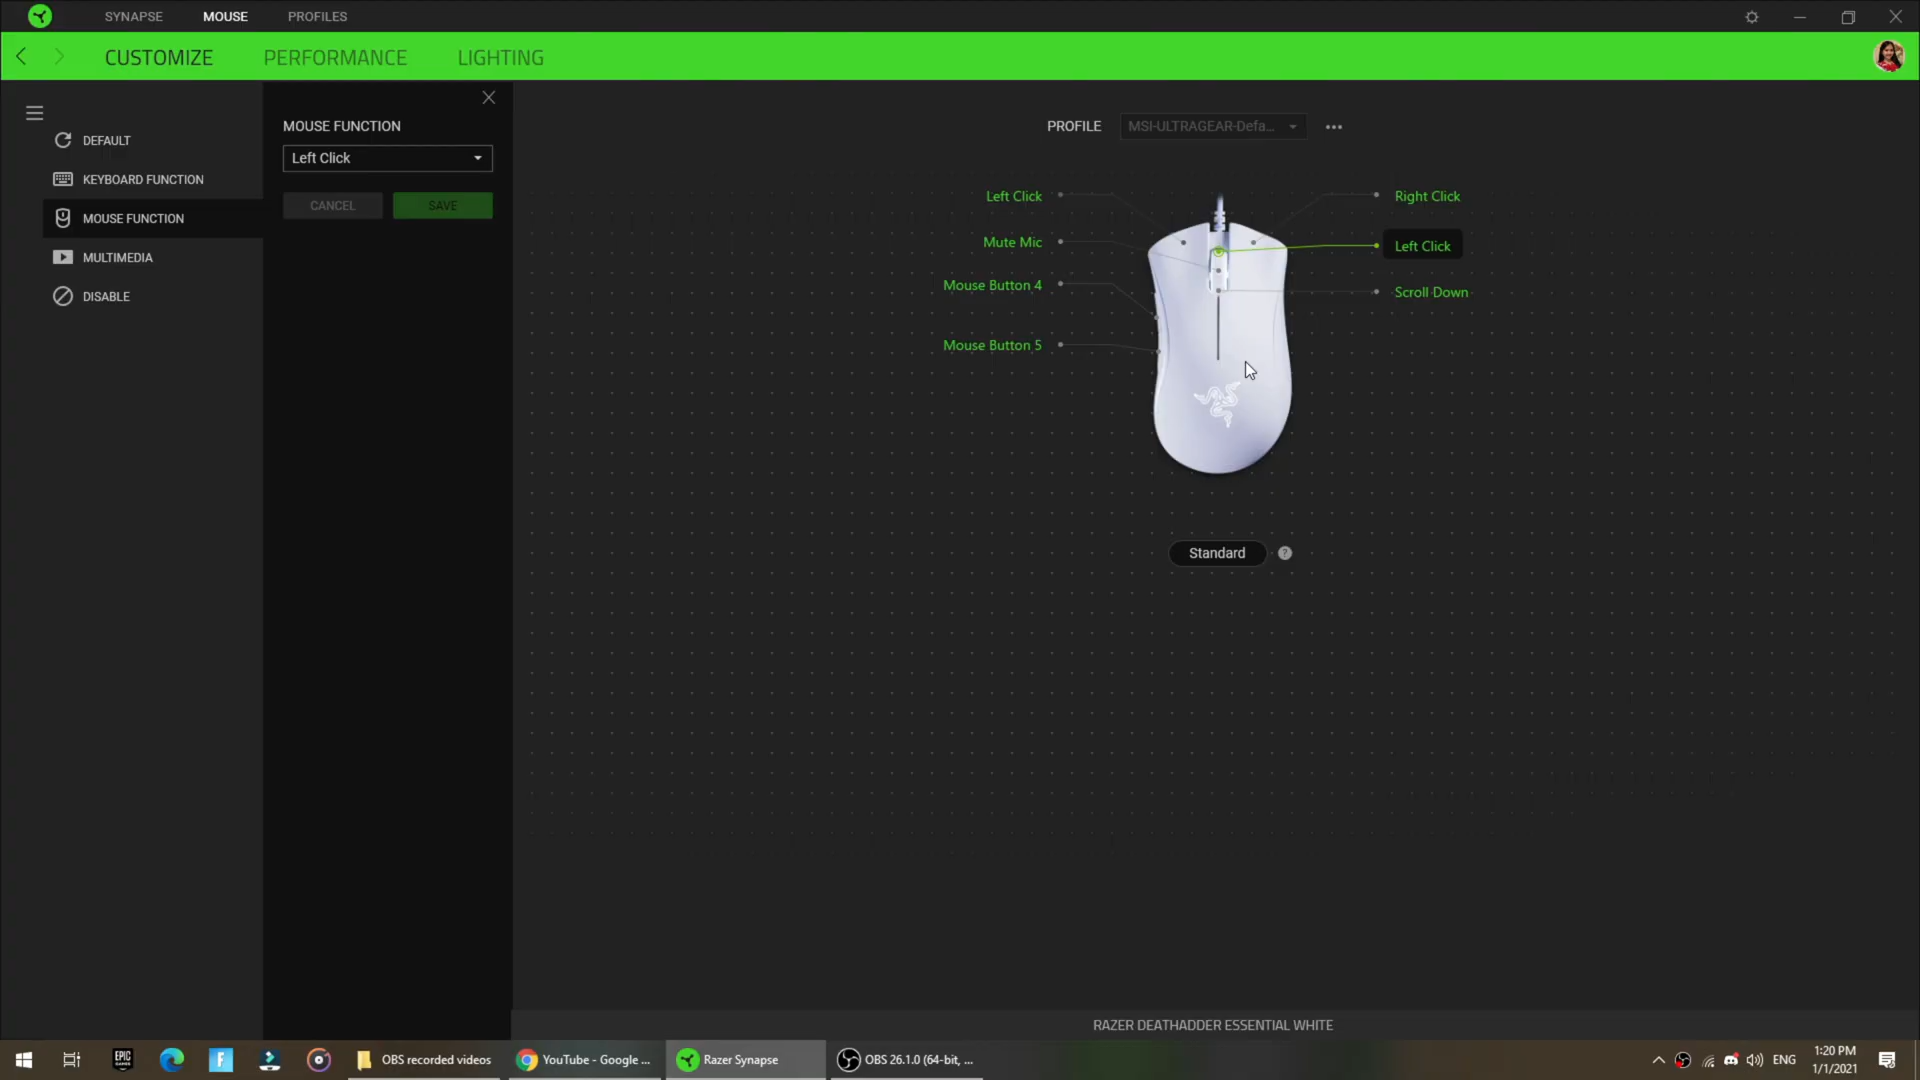 SYNAPSE MOUSE PROFILES
CUSTOMIZE PERFORMANCE LIGHTING
DEFAULT
KEYBOARD FUNCTION
MOUSE FUNCTION
MULTIMEDIA
DISABLE
MOUSE FUNCTION
Left Click
CANCEL SAVE
PROFILE MSI-ULTRAGEAR-Defa...
Left Click
Mute Mic
Mouse Button 4
Mouse Button 5
Right Click
Left Click
Scroll Down
Standard ?
RAZER DEATHADDER ESSENTIAL WHITE
EPIC GAMES
OBS recorded videos
YouTube - Google ...
Razer Synapse
OBS 26.1.0 (64-bit, ...
ENG
1:20 PM
1/1/2021